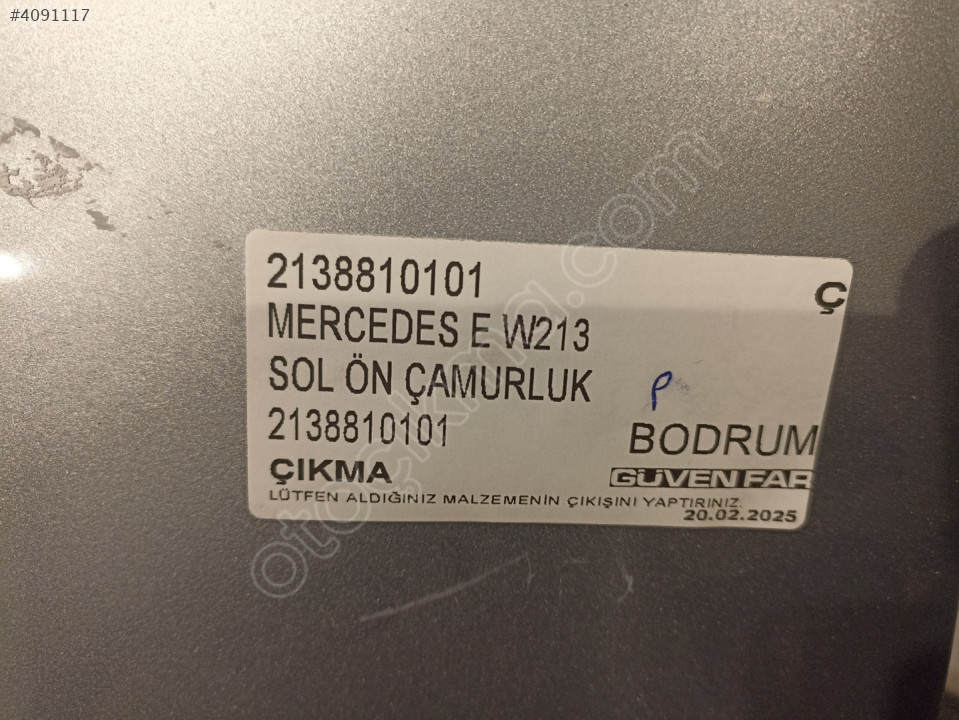 #4091117
2138810101
Ç
MERCEDES E W213
SOL ÖN ÇAMURLUK
P
2138810101
BODRUM
ÇIKMA
GÜVEN FAR
LÜTFEN ALDIĞINIZ MALZEMENİN ÇIKIŞINI YAPTIRINIZ.
20.02.2025
otocikma.com